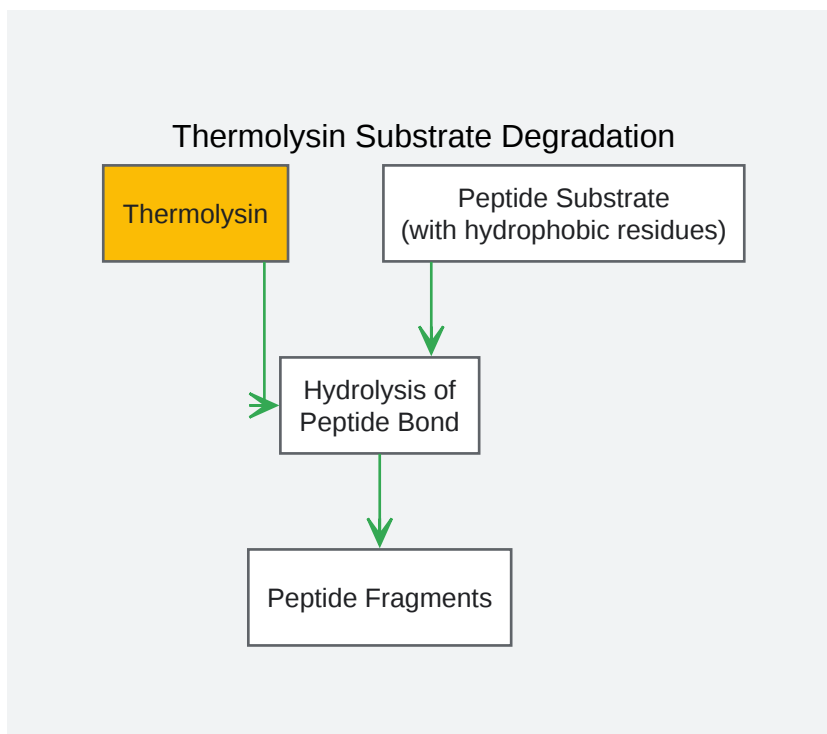 Thermolysin Substrate Degradation
Thermolysin
Peptide Substrate
(with hydrophobic residues)
Hydrolysis of
Peptide Bond
Peptide Fragments